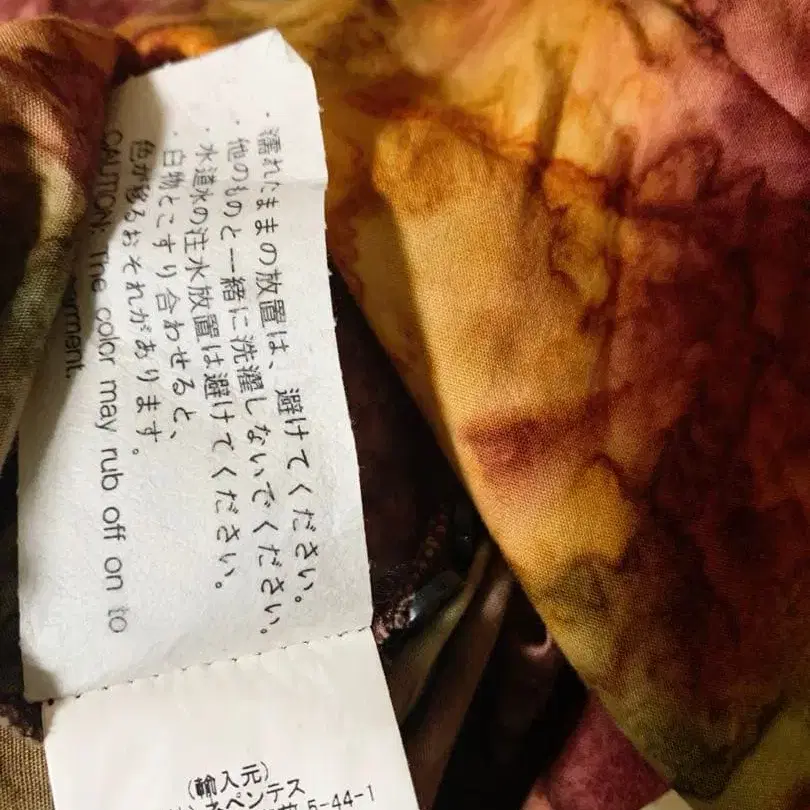 ・濡れたままの放置は、避けてください。
・他のものと一緒に洗濯しないでください。
・水道水の注水放置は避けてください。
・白物とこすり合わせると、
色が移るおそれがあります。
CAUTION: The color may rub off on to
garment.
(輸入元)
ネペンテス
5-44-1